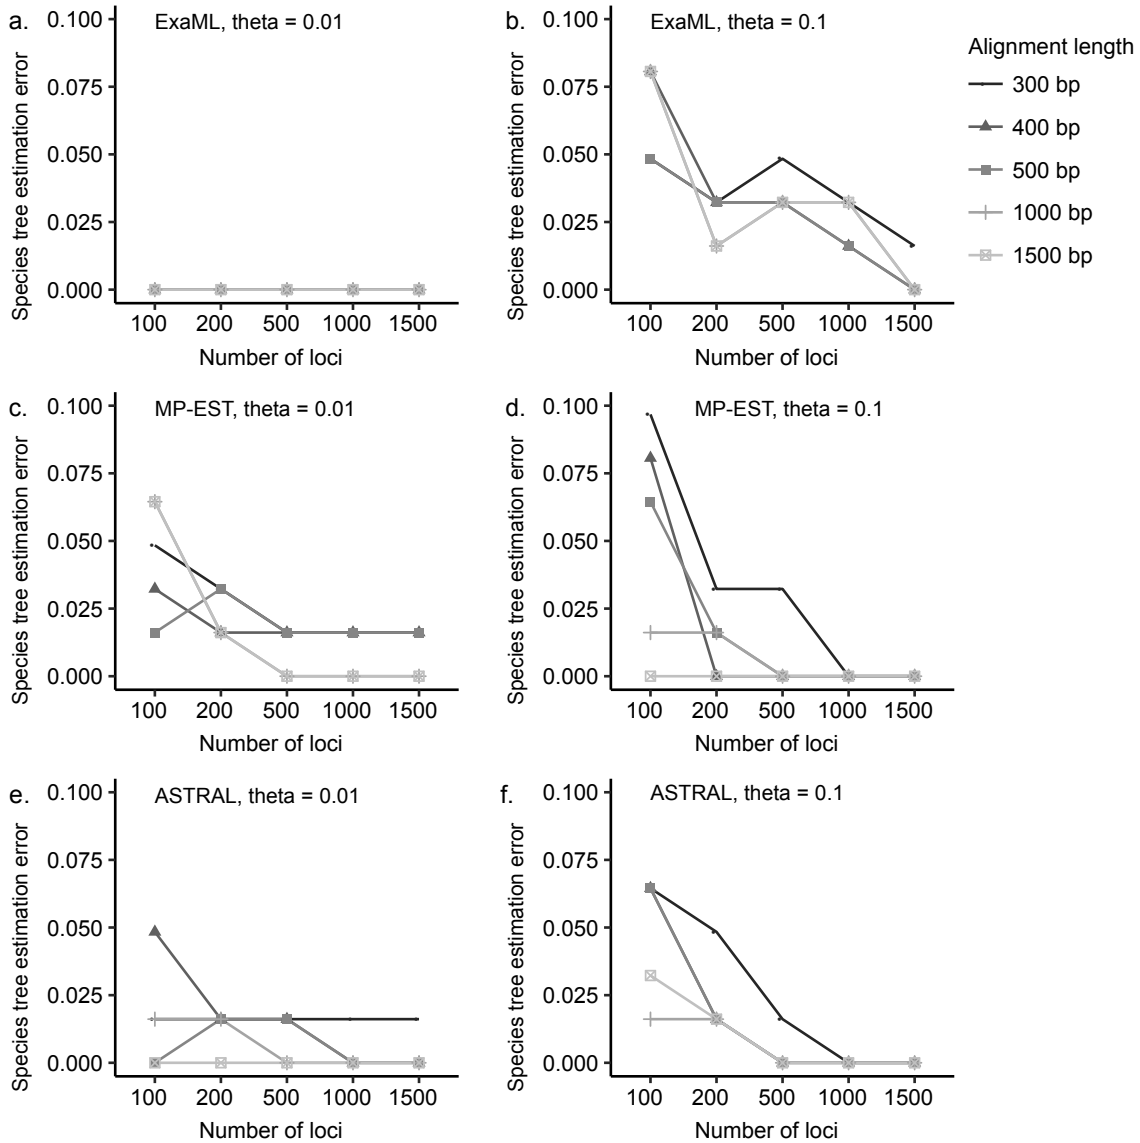 a.
ExaML, theta = 0.01
Species tree estimation error
0.100
0.075
0.050
0.025
0.000
100 200 500 1000 1500
Number of loci
b.
ExaML, theta = 0.1
Species tree estimation error
0.100
0.075
0.050
0.025
0.000
100 200 500 1000 1500
Number of loci
Alignment length
300 bp
400 bp
500 bp
1000 bp
1500 bp
c.
MP-EST, theta = 0.01
Species tree estimation error
0.100
0.075
0.050
0.025
0.000
100 200 500 1000 1500
Number of loci
d.
MP-EST, theta = 0.1
Species tree estimation error
0.100
0.075
0.050
0.025
0.000
100 200 500 1000 1500
Number of loci
e.
ASTRAL, theta = 0.01
Species tree estimation error
0.100
0.075
0.050
0.025
0.000
100 200 500 1000 1500
Number of loci
f.
ASTRAL, theta = 0.1
Species tree estimation error
0.100
0.075
0.050
0.025
0.000
100 200 500 1000 1500
Number of loci